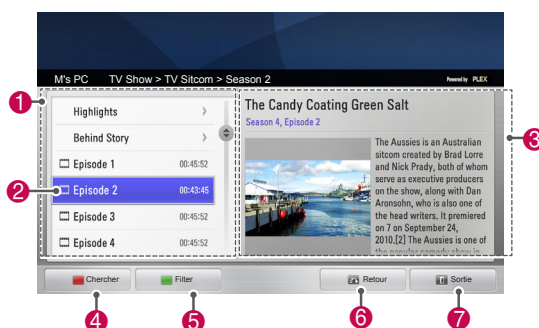 M's PC TV Show > TV Sitcom > Season 2
Powered by PLEX
1
Highlights >
Behind Story >
Episode 1 00:45:52
2
Episode 2 00:43:45
Episode 3 00:45:52
Episode 4 00:45:52
The Candy Coating Green Salt
Season 4, Episode 2
The Aussies is an Australian
sitcom created by Brad Lorre
and Nick Prady, both of whom
serve as executive producers
on the show, along with Dan
Aronsohn, who is also one of
the head writers. It premiered
on 7 on September 24,
2010,[2] The Aussies is one of
the popular comedy show in
3
Chercher
Filter
Retour
Sortie
4
5
6
7